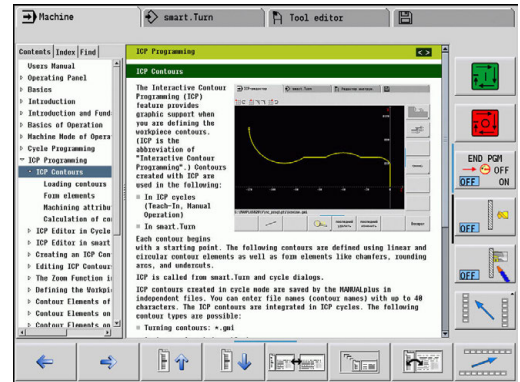 Machine
smart.Turn
Tool editor
Contents Index Find
Users Manual
Operating Panel
Basics
Introduction
Introduction and Fund
Basics of Operation
Machine Mode of Opera
Cycle Programming
ICP Programming
ICP Contours
Loading contours
Form elements
Machining attribu
Calculation of co
ICP Editor in Cycle
ICP Editor in smart
Creating an ICP Con
Editing ICP Contour
The Zoom Function i
Defining the Workpi
Contour Elements of
Contour Elements on
Contour Elements on
ICP Programming
<>
ICP Contours
The Interactive Contour
Programming (ICP)
feature provides
graphic support when
you are defining the
workpiece contours.
(ICP is the
abbreviation of
"Interactive Contour
Programming".) Contours
created with ICP are
used in the following:
In ICP cycles
(Teach-In, Manual
Operation)
In smart.Turn
Each contour begins
with a starting point. The following contours are defined using linear and
circular contour elements as well as form elements like chamfers, rounding
arcs, and undercuts.
ICP is called from smart.Turn and cycle dialogs.
ICP contours created in cycle mode are saved by the MANUALplus in
independent files. You can enter file names (contour names) with up to 40
characters. The ICP contours are integrated in ICP cycles. The following
contour types are possible:
Turning contours: *.gmi
END PGM
OFF
OFF ON
OFF
OFF